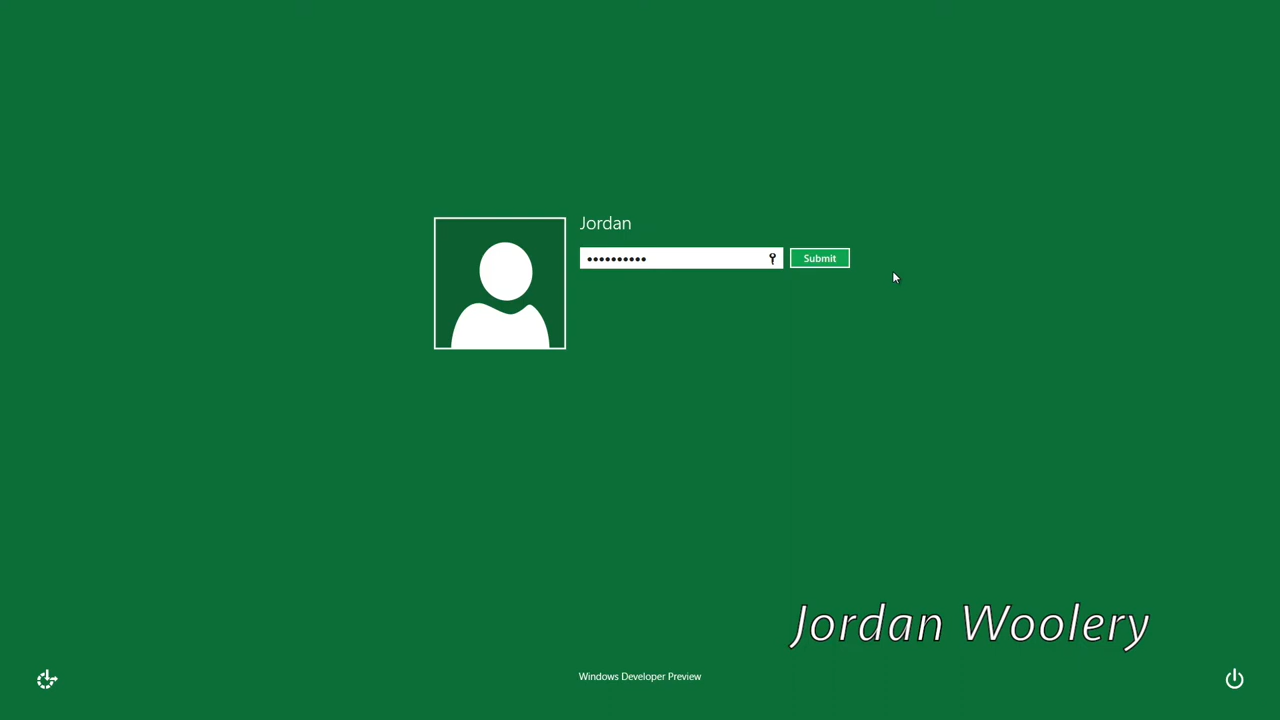 Jordan
••••••••••
Submit
Jordan Woolery
Windows Developer Preview